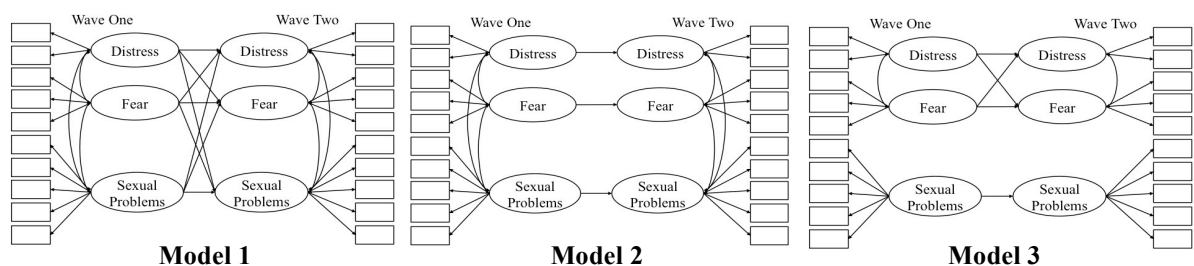 Wave One Wave Two
Distress Distress
Fear Fear
Sexual Problems Sexual Problems
Model 1
Wave One Wave Two
Distress Distress
Fear Fear
Sexual Problems Sexual Problems
Model 2
Wave One Wave Two
Distress Distress
Fear Fear
Sexual Problems Sexual Problems
Model 3